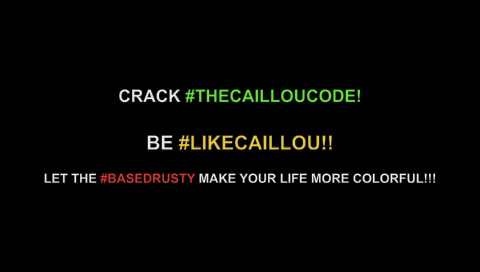 CRACK #THECAILLOUCODE!
BE #LIKECAILLOU!!
LET THE #BASEDRUSTY MAKE YOUR LIFE MORE COLORFUL!!!